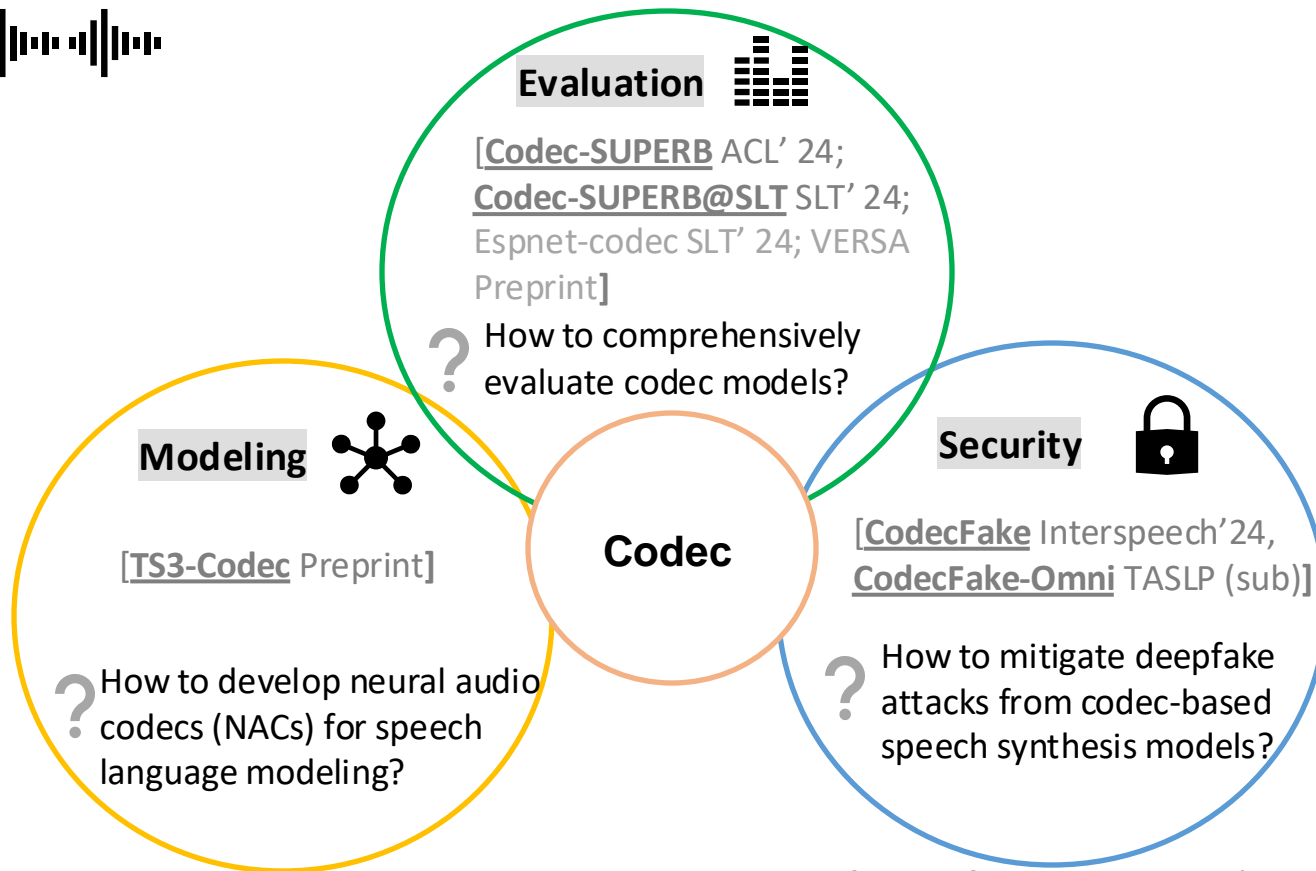 Evaluation
[Codec-SUPERB ACL’ 24;
Codec-SUPERB@SLT SLT’ 24;
Espnet-codec SLT’ 24; VERSA
Preprint]
? How to comprehensively
evaluate codec models?
Modeling
[TS3-Codec Preprint]
? How to develop neural audio
codecs (NACs) for speech
language modeling?
Codec
Security
[CodecFake Interspeech’24,
CodecFake-Omni TASLP (sub)]
? How to mitigate deepfake
attacks from codec-based
speech synthesis models?